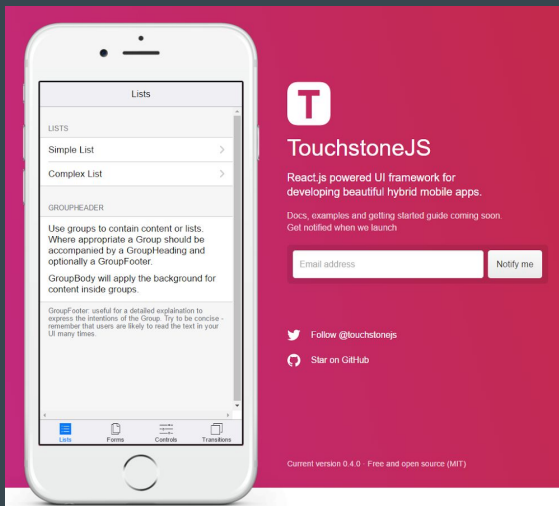 Lists
LISTS
Simple List
Complex List
GROUPHEADER
Use groups to contain content or lists.
Where appropriate a Group should be
accompanied by a GroupHeading and
optionally a GroupFooter.
GroupBody will apply the background for
content inside groups.
GroupFooter: useful for a detailed explaination to
express the intentions of the Group. Try to be concise -
remember that users are likely to read the text in your
UI many times.
Lists Forms Controls Transitions
T
TouchstoneJS
React.js powered UI framework for
developing beautiful hybrid mobile apps.
Docs, examples and getting started guide coming soon.
Get notified when we launch
Email address Notify me
Follow @touchstonejs
Star on GitHub
Current version 0.4.0 · Free and open source (MIT)